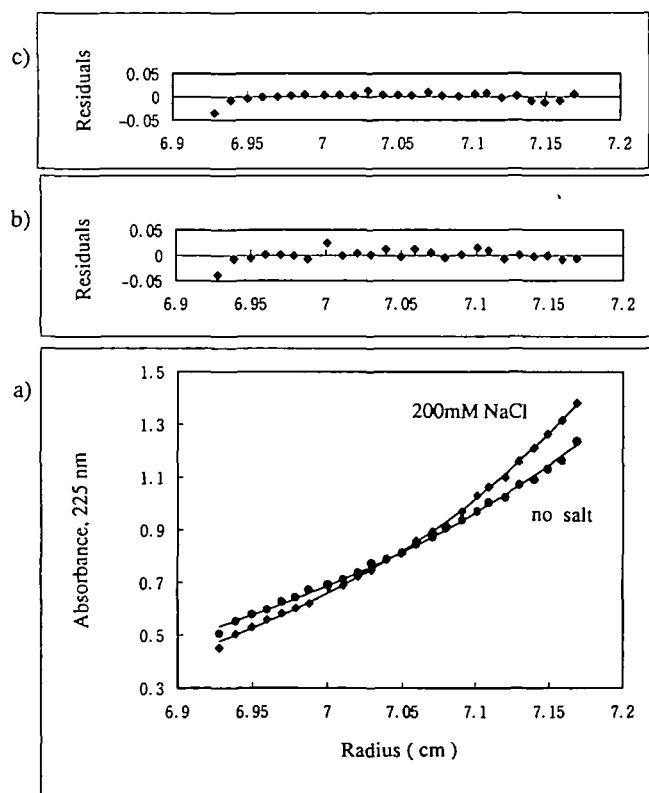 c)
Residuals
0.05
0
-0.05
6.9 6.95 7 7.05 7.1 7.15 7.2
b)
Residuals
0.05
0
-0.05
6.9 6.95 7 7.05 7.1 7.15 7.2
a)
Absorbance, 225 nm
1.5
1.3
1.1
0.9
0.7
0.5
0.3
200mM NaCl
no salt
6.9 6.95 7 7.05 7.1 7.15 7.2
Radius ( cm )